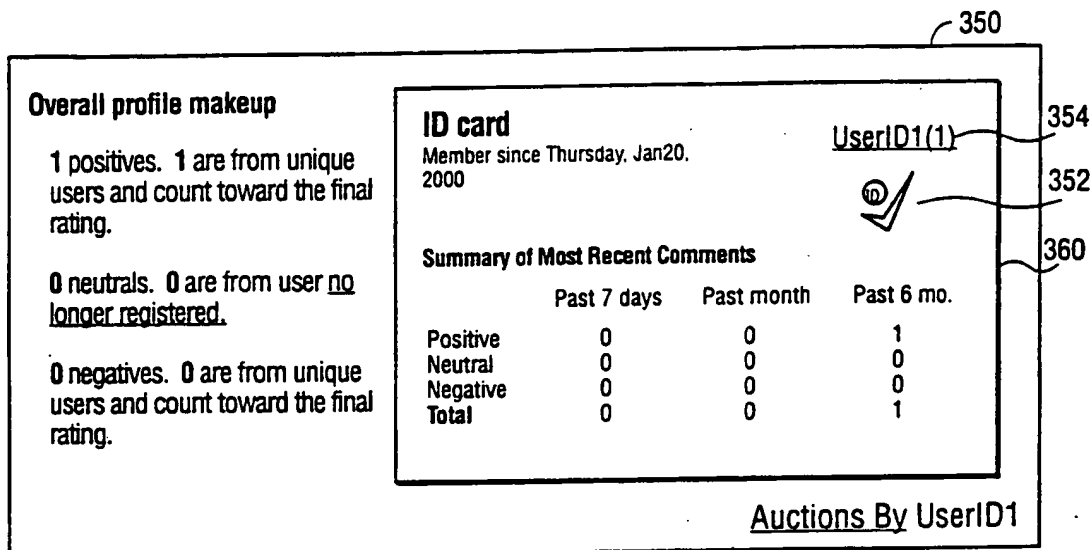 350
Overall profile makeup
1 positives. 1 are from unique
users and count toward the final
rating.
0 neutrals. 0 are from user no
longer registered.
0 negatives. 0 are from unique
users and count toward the final
rating.
ID card
Member since Thursday, Jan20,
2000
UserID1(1)
354
ID
352
360
Summary of Most Recent Comments
Past 7 days Past month Past 6 mo.
Positive 0 0 1
Neutral 0 0 0
Negative 0 0 0
Total 0 0 1
Auctions By UserID1